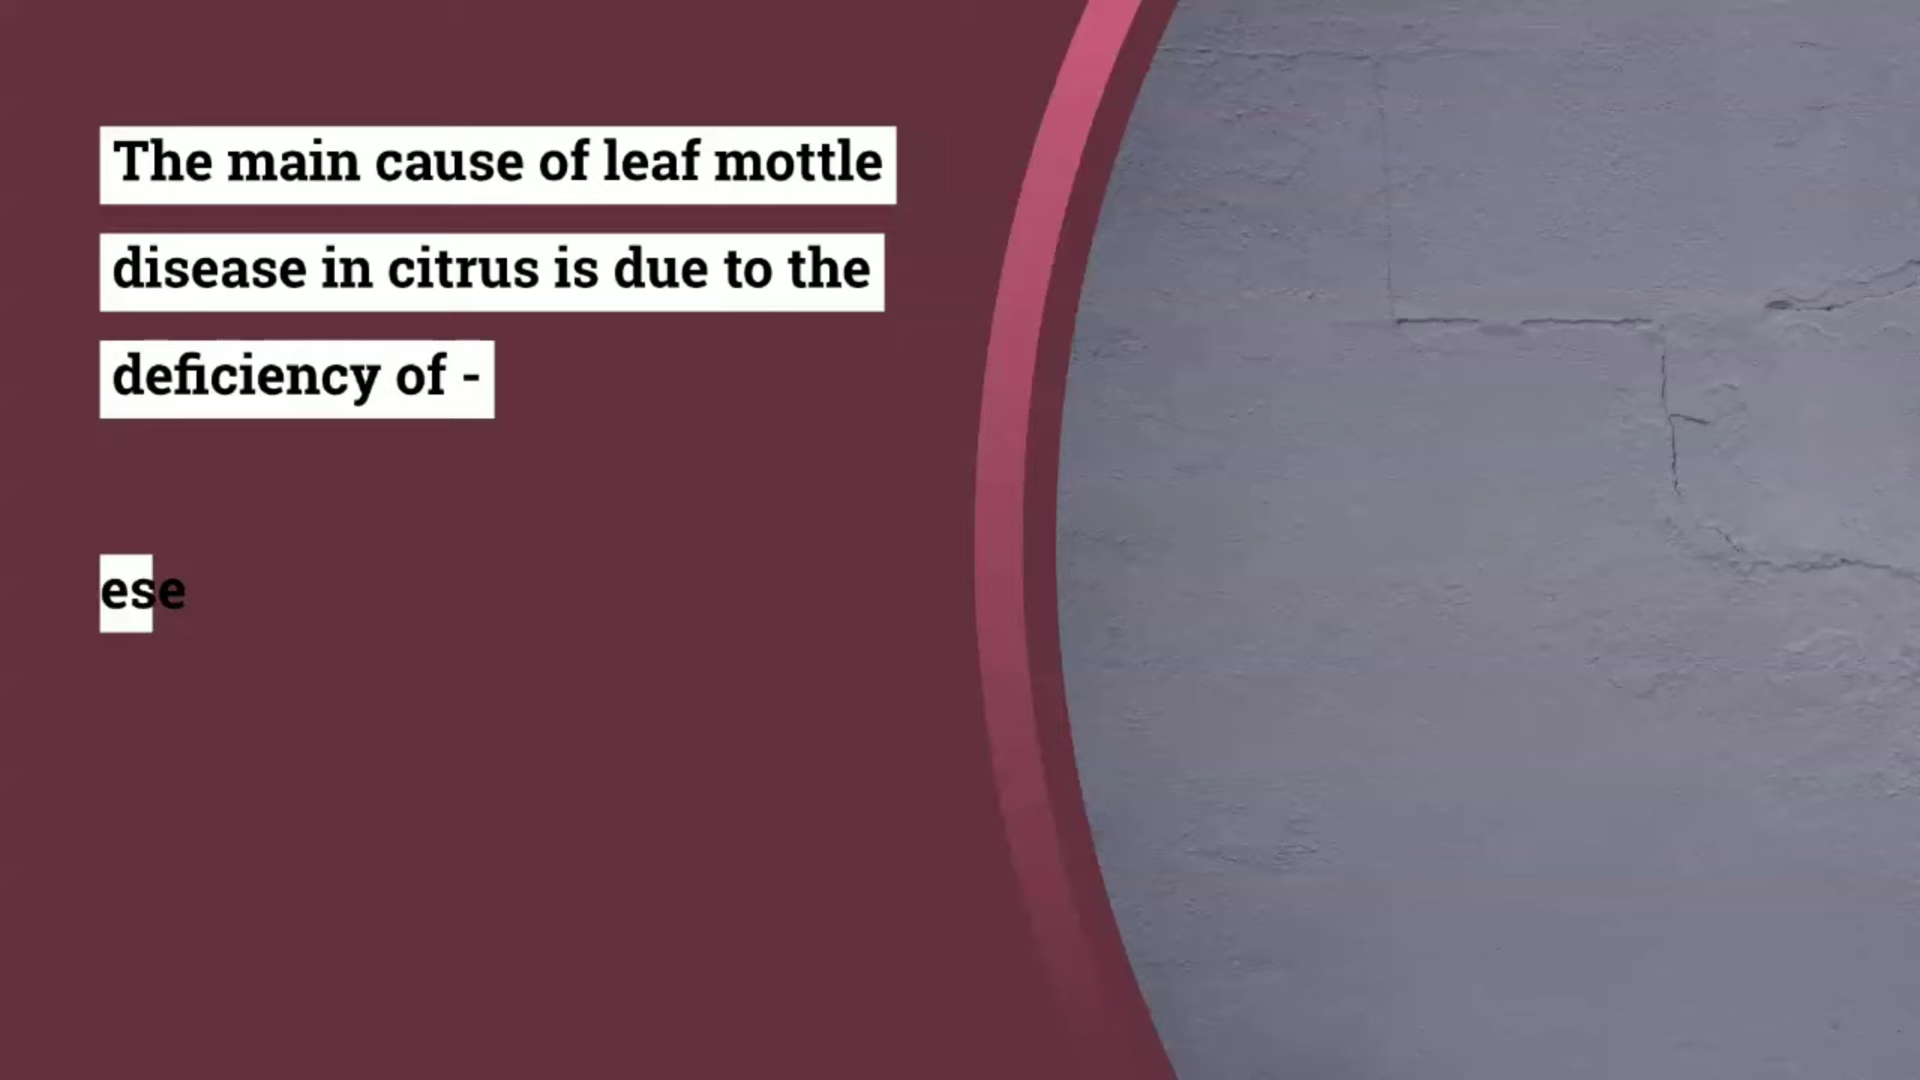 The main cause of leaf mottle
disease in citrus is due to the
deficiency of -
ese